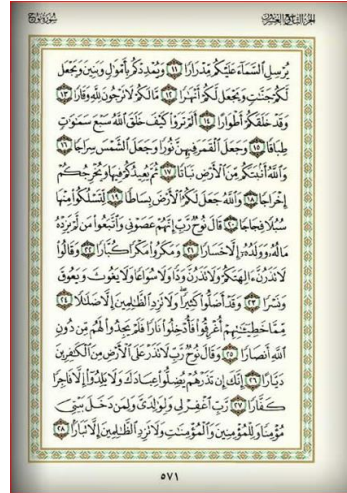 الجزء التاسع والعشرون سورة نوح
يُرْسِلِ السَّمَآءَ عَلَيْكُم مِّدْرَارًا ١١ وَيُمْدِدْكُم بِأَمْوَٰلٍ وَبَنِينَ وَيَجْعَل
لَّكُمْ جَنَّٰتٍ وَيَجْعَل لَّكُمْ أَنْهَٰرًا ١٢ مَّا لَكُمْ لَا تَرْجُونَ لِلَّهِ وَقَارًا ١٣
وَقَدْ خَلَقَكُمْ أَطْوَارًا ١٤ أَلَمْ تَرَوْا۟ كَيْفَ خَلَقَ ٱللَّهُ سَبْعَ سَمَٰوَٰتٍ
طِبَاقًا ١٥ وَجَعَلَ ٱلْقَمَرَ فِيهِنَّ نُورًا وَجَعَلَ ٱلشَّمْسَ سِرَاجًا ١٦
وَٱللَّهُ أَنۢبَتَكُم مِّنَ ٱلْأَرْضِ نَبَاتًا ١٧ ثُمَّ يُعِيدُكُمْ فِيهَا وَيُخْرِجُكُمْ
إِخْرَاجًا ١٨ وَٱللَّهُ جَعَلَ لَكُمُ ٱلْأَرْضَ بِسَاطًا ١٩ لِّتَسْلُكُوا۟ مِنْهَا
سُبُلًا فِجَاجًا ٢٠ قَالَ نُوحٌ رَّبِّ إِنَّهُمْ عَصَوْنِى وَٱتَّبَعُوا۟ مَن لَّمْ يَزِدْهُ
مَالُهُۥ وَوَلَدُهُۥٓ إِلَّا خَسَارًا ٢١ وَمَكَرُوا۟ مَكْرًا كُبَّارًا ٢٢ وَقَالُوا۟
لَا تَذَرُنَّ ءَالِهَتَكُمْ وَلَا تَذَرُنَّ وَدًّا وَلَا سُوَاعًا وَلَا يَغُوثَ وَيَعُوقَ
وَنَسْرًا ٢٣ وَقَدْ أَضَلُّوا۟ كَثِيرًا وَلَا تَزِدِ ٱلظَّٰلِمِينَ إِلَّا ضَلَٰلًا ٢٤
مِّمَّا خَطِيٓـَٰٔتِهِمْ أُغْرِقُوا۟ فَأُدْخِلُوا۟ نَارًا فَلَمْ يَجِدُوا۟ لَهُم مِّن دُونِ
ٱللَّهِ أَنصَارًا ٢٥ وَقَالَ نُوحٌ رَّبِّ لَا تَذَرْ عَلَى ٱلْأَرْضِ مِنَ ٱلْكَٰفِرِينَ
دَيَّارًا ٢٦ إِنَّكَ إِن تَذَرْهُمْ يُضِلُّوا۟ عِبَادَكَ وَلَا يَلِدُوٓا۟ إِلَّا فَاجِرًا
كَفَّارًا ٢٧ رَّبِّ ٱغْفِرْ لِى وَلِوَٰلِدَىَّ وَلِمَن دَخَلَ بَيْتِىَ
مُؤْمِنًا وَلِلْمُؤْمِنِينَ وَٱلْمُؤْمِنَٰتِ وَلَا تَزِدِ ٱلظَّٰلِمِينَ إِلَّا تَبَارًۢا ٢٨
٥٧١